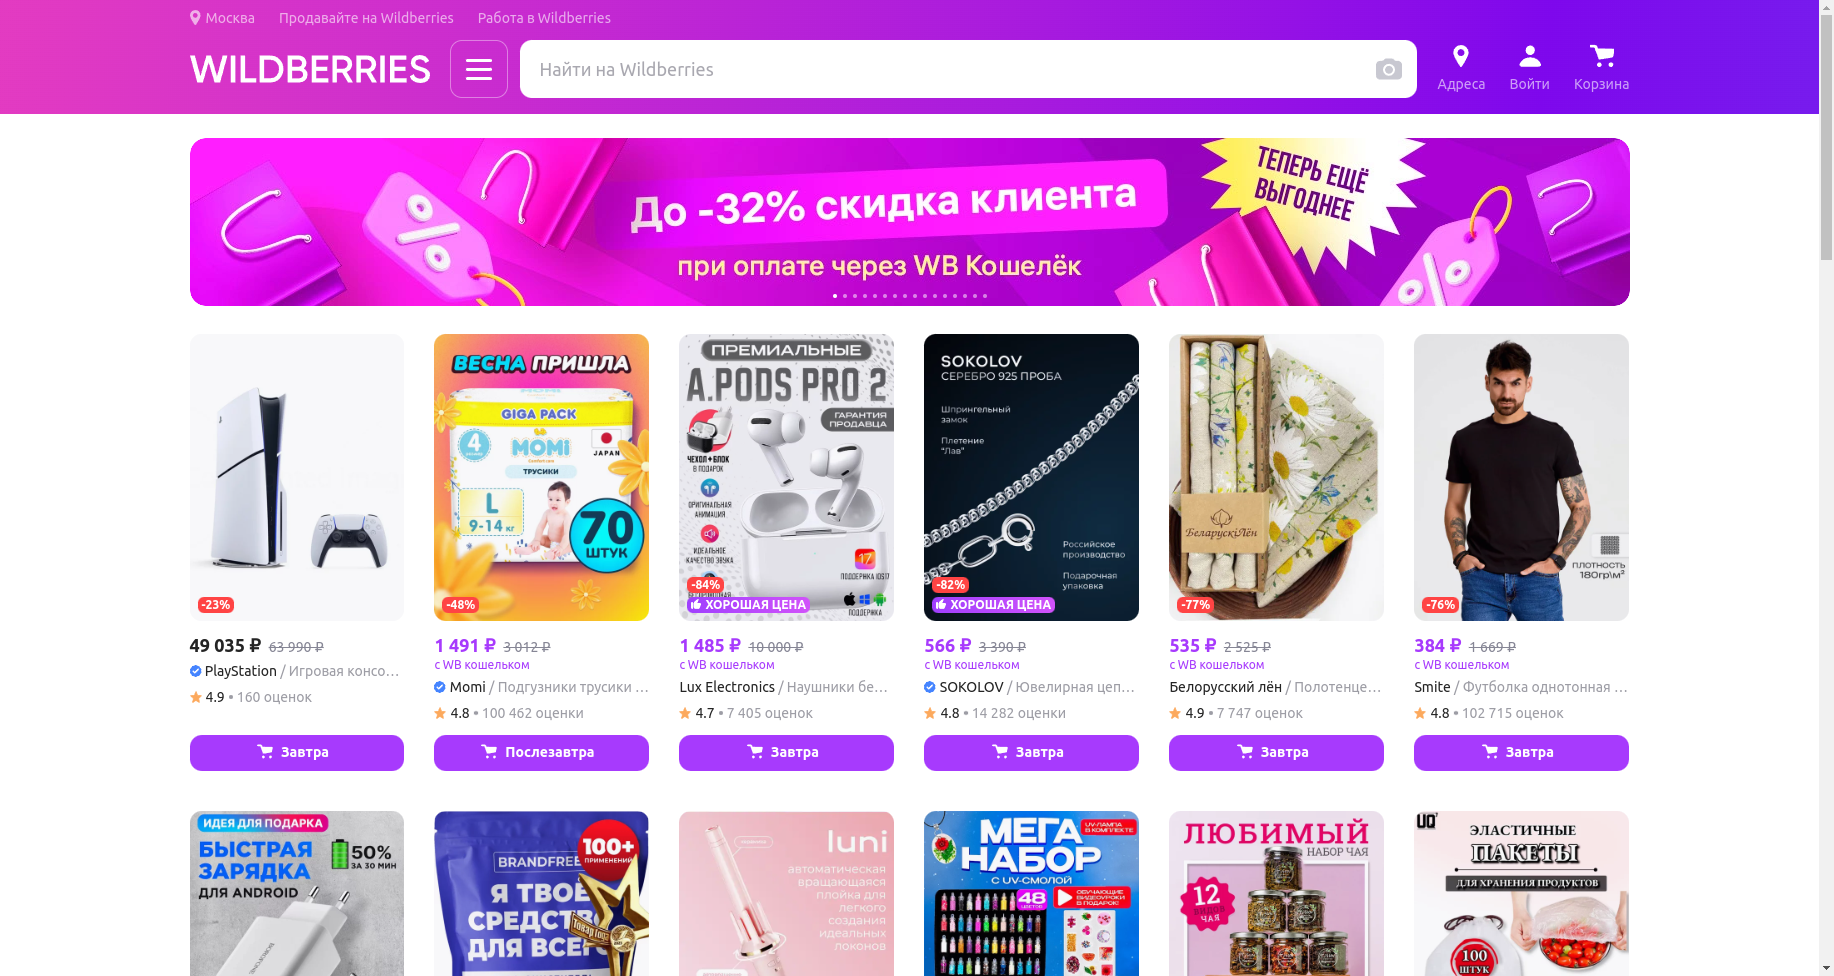 Москва
Продавайте на Wildberries
Работа в Wildberries
WILDBERRIES
Найти на Wildberries
Адреса
Войти
Корзина
До -32% скидка клиента
при оплате через WB Кошелёк
ТЕПЕРЬ ЕЩЁ
ВЫГОДНЕЕ
-23%
ВЕСНА ПРИШЛА
GIGA PACK
4
MOMI
JAPAN
ТРУСИКИ
L
9-14 кг
70
ШТУК
-48%
ПРЕМИАЛЬНЫЕ
A.PODS PRO 2
ГАРАНТИЯ
ПРОДАВЦА
ЧЕХОЛ + БЛОК
В ПОДАРОК
ОРИГИНАЛЬНАЯ
АНИМАЦИЯ
ИДЕАЛЬНОЕ
КАЧЕСТВО ЗВУКА
17
ПОДДЕРЖКА IOS17
-84%
ХОРОШАЯ ЦЕНА
ПОДДЕРЖКА
SOKOLOV
СЕРЕБРО 925 ПРОБА
Шпрингельный
замок
Плетение
"Лав"
Российское
производство
Подарочная
упаковка
-82%
ХОРОШАЯ ЦЕНА
БеларускiЛён
-77%
ПЛОТНОСТЬ
180гр\м²
-76%
49 035 ₽ 63 990 ₽
PlayStation / Игровая консо...
4.9 • 160 оценок
Завтра
1 491 ₽ 3 012 ₽
с WB кошельком
Momi / Подгузники трусики ...
4.8 • 100 462 оценки
Послезавтра
1 485 ₽ 10 000 ₽
с WB кошельком
Lux Electronics / Наушники бе...
4.7 • 7 405 оценок
Завтра
566 ₽ 3 390 ₽
с WB кошельком
SOKOLOV / Ювелирная цеп...
4.8 • 14 282 оценки
Завтра
535 ₽ 2 525 ₽
с WB кошельком
Белорусский лён / Полотенце...
4.9 • 7 747 оценок
Завтра
384 ₽ 1 669 ₽
с WB кошельком
Smite / Футболка однотонная ...
4.8 • 102 715 оценок
Завтра
ИДЕЯ ДЛЯ ПОДАРКА
БЫСТРАЯ
ЗАРЯДКА
ДЛЯ ANDROID
50%
ЗА 30 МИН
BOROFONE
100+
ПРИМЕНЕНИЙ
BRANDFREE
Я ТВОЕ
СРЕДСТВО
ДЛЯ ВСЕГ
luni
автоматическая
вращающаяся
плойка для
легкого
создания
идеальных
локонов
UV-ЛАМПА
В КОМПЛЕКТЕ
МЕГА
НАБОР
С UV-СМОЛОЙ
48
ЦВЕТОВ
ОБУЧАЮЩИЕ
ВИДЕОУРОКИ
В ПОДАРОК!
ЛЮБИМЫЙ
НАБОР ЧАЯ
12
ВИДОВ
ЧАЯ
UQ
ЭЛАСТИЧНЫЕ
ПАКЕТЫ
ДЛЯ ХРАНЕНИЯ ПРОДУКТОВ
100
ШТУК